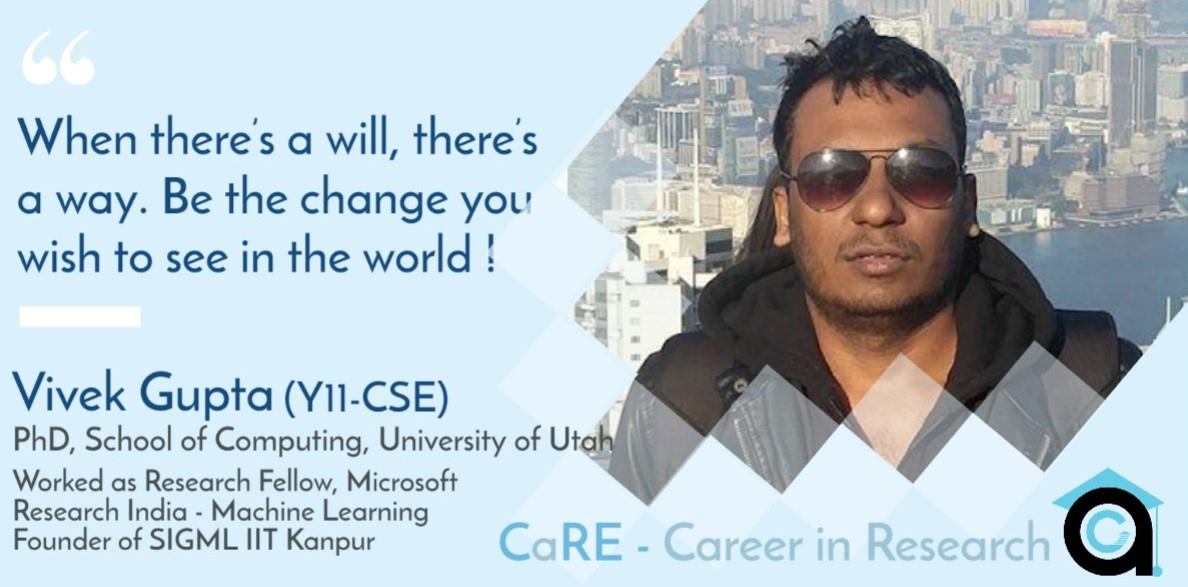 “
When there's a will, there's
a way. Be the change you
wish to see in the world !
Vivek Gupta (Y11-CSE)
PhD, School of Computing, University of Utah
Worked as Research Fellow, Microsoft
Research India - Machine Learning
Founder of SIGML IIT Kanpur
CaRE - Career in Research